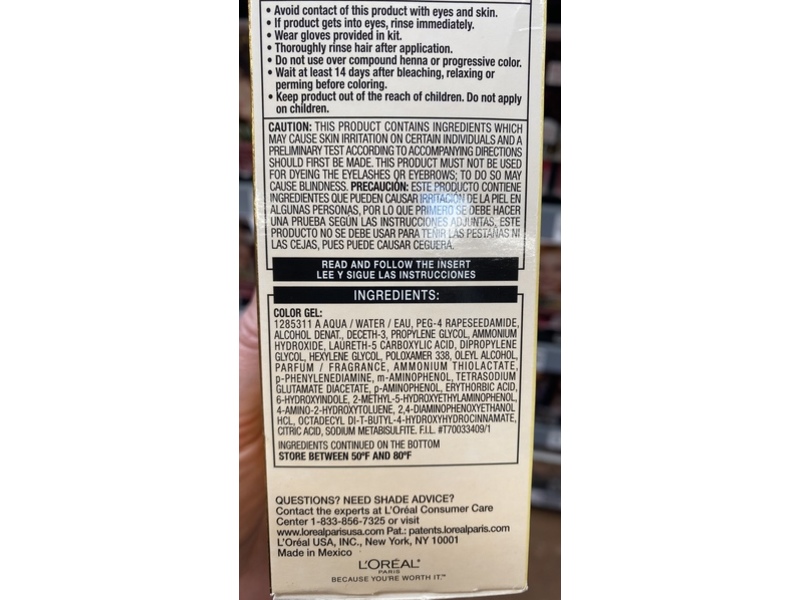 • Avoid contact of this product with eyes and skin.
• If product gets into eyes, rinse immediately.
• Wear gloves provided in kit.
• Thoroughly rinse hair after application.
• Do not use over compound henna or progressive color.
• Wait at least 14 days after bleaching, relaxing or
perming before coloring.
• Keep product out of the reach of children. Do not apply
on children.
CAUTION: THIS PRODUCT CONTAINS INGREDIENTS WHICH
MAY CAUSE SKIN IRRITATION ON CERTAIN INDIVIDUALS AND A
PRELIMINARY TEST ACCORDING TO ACCOMPANYING DIRECTIONS
SHOULD FIRST BE MADE. THIS PRODUCT MUST NOT BE USED
FOR DYEING THE EYELASHES OR EYEBROWS; TO DO SO MAY
CAUSE BLINDNESS. PRECAUCIÓN: ESTE PRODUCTO CONTIENE
INGREDIENTES QUE PUEDEN CAUSAR IRRITACIÓN DE LA PIEL EN
ALGUNAS PERSONAS, POR LO QUE PRIMERO SE DEBE HACER
UNA PRUEBA SEGÚN LAS INSTRUCCIONES ADJUNTAS, ESTE
PRODUCTO NO SE DEBE USAR PARA TEÑIR LAS PESTAÑAS NI
LAS CEJAS, PUES PUEDE CAUSAR CEGUERA.
READ AND FOLLOW THE INSERT
LEE Y SIGUE LAS INSTRUCCIONES
INGREDIENTS:
COLOR GEL:
1285311 A AQUA / WATER / EAU, PEG-4 RAPESEEDAMIDE,
ALCOHOL DENAT., DECETH-3, PROPYLENE GLYCOL, AMMONIUM
HYDROXIDE, LAURETH-5 CARBOXYLIC ACID, DIPROPYLENE
GLYCOL, HEXYLENE GLYCOL, POLOXAMER 338, OLEYL ALCOHOL,
PARFUM / FRAGRANCE, AMMONIUM THIOLACTATE,
p-PHENYLENEDIAMINE, m-AMINOPHENOL, TETRASODIUM
GLUTAMATE DIACETATE, p-AMINOPHENOL, ERYTHORBIC ACID,
6-HYDROXYINDOLE, 2-METHYL-5-HYDROXYETHYLAMINOPHENOL,
4-AMINO-2-HYDROXYTOLUENE, 2,4-DIAMINOPHENOXYETHANOL
HCL, OCTADECYL DI-T-BUTYL-4-HYDROXYHYDROCINNAMATE,
CITRIC ACID, SODIUM METABISULFITE. F.I.L. #T70033409/1
INGREDIENTS CONTINUED ON THE BOTTOM
STORE BETWEEN 50°F AND 80°F
QUESTIONS? NEED SHADE ADVICE?
Contact the experts at L'Oréal Consumer Care
Center 1-833-856-7325 or visit
www.lorealparisusa.com Pat.: patents.lorealparis.com
L'Oréal USA, INC., New York, NY 10001
Made in Mexico
L'ORÉAL®
PARIS
BECAUSE YOU'RE WORTH IT.™